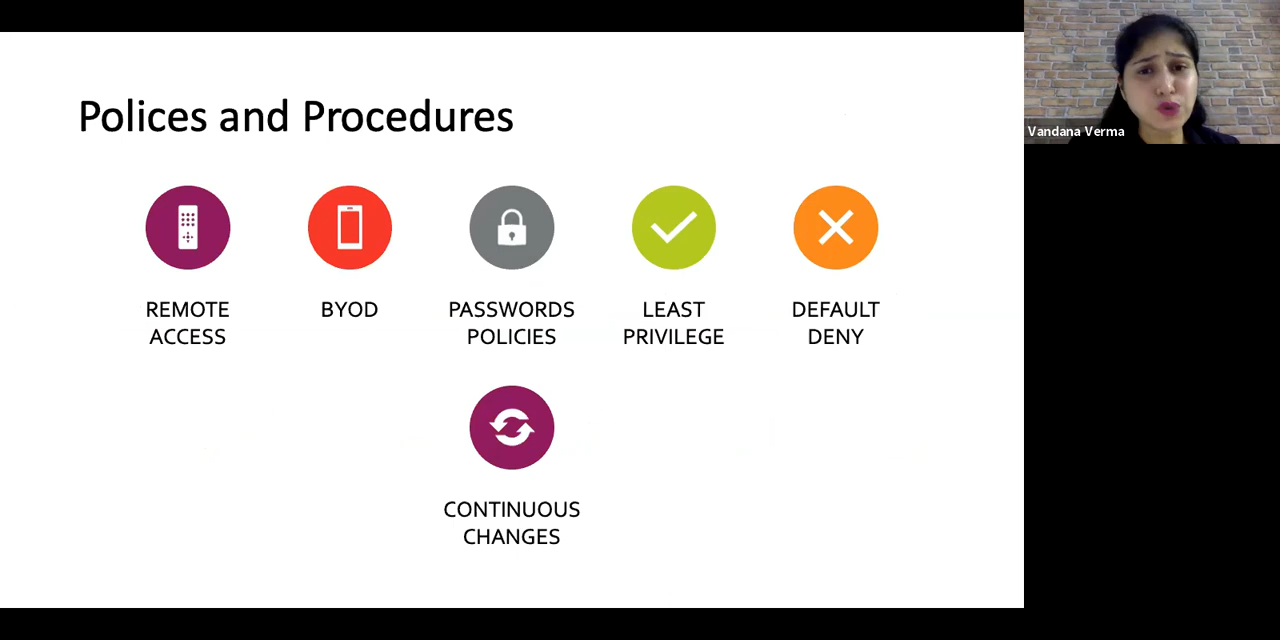 Polices and Procedures
Vandana Verma
REMOTE
ACCESS
BYOD
PASSWORDS
POLICIES
LEAST
PRIVILEGE
DEFAULT
DENY
CONTINUOUS
CHANGES